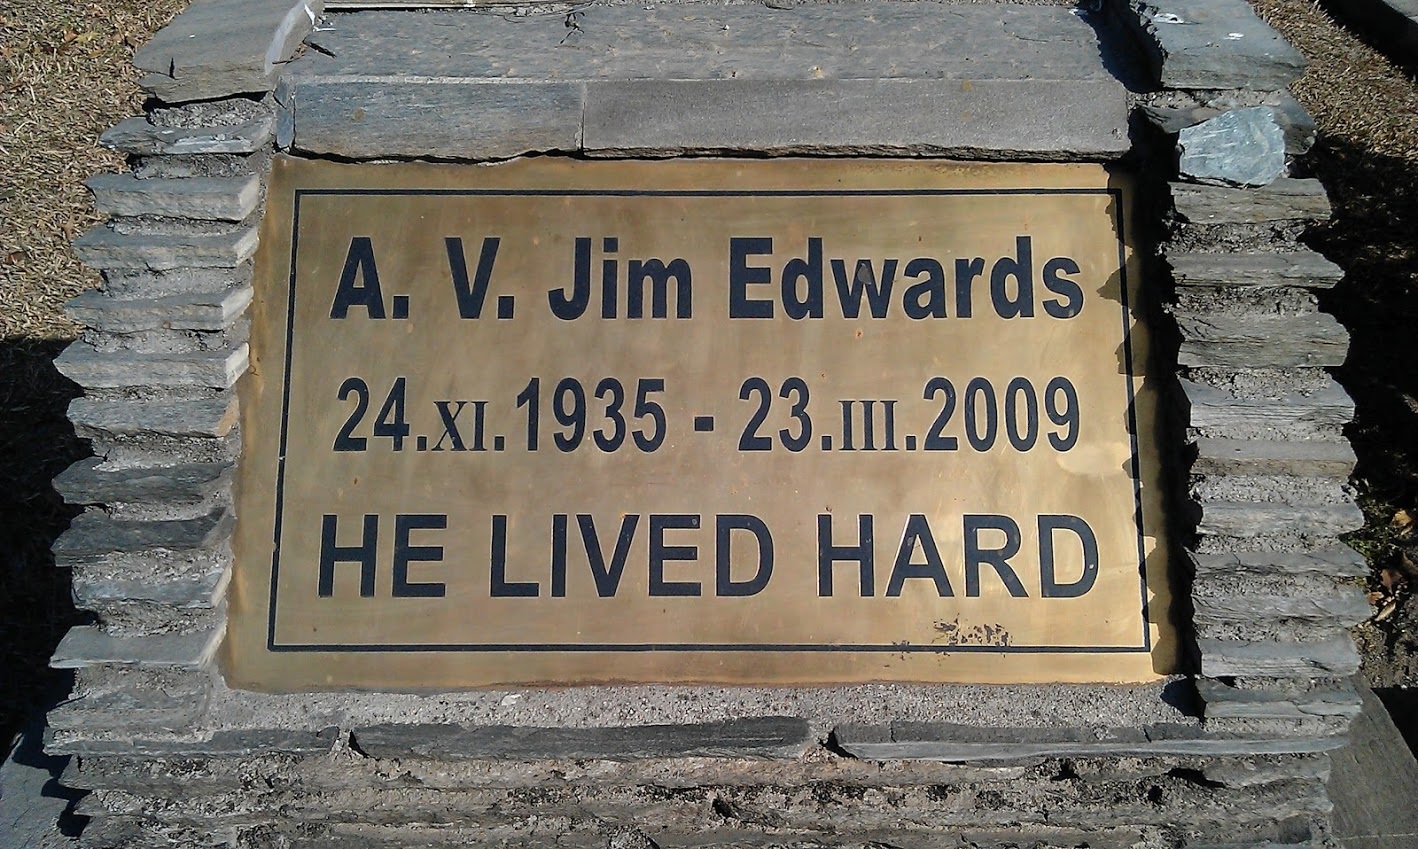 A. V. Jim Edwards
24.XI.1935 - 23.III.2009
HE LIVED HARD